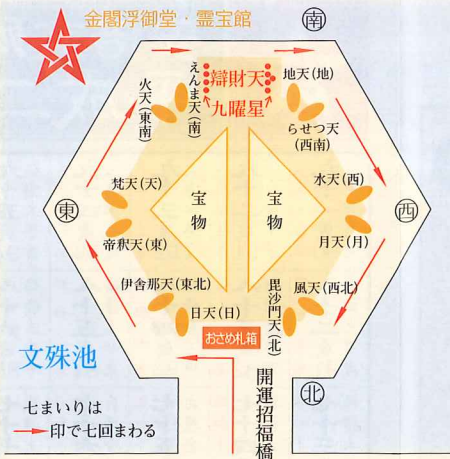 金閣浮御堂・霊宝館
南
えんま天(南)
辯財天
九曜星
地天(地)
火天(東南)
らせつ天
(西南)
梵天(天)
宝物
宝物
水天(西)
東
西
帝釈天(東)
月天(月)
伊舎那天(東北)
毘沙門天(北)
風天(西北)
日天(日)
おさめ札箱
文殊池
開運招福橋
北
七まいりは
印で七回まわる